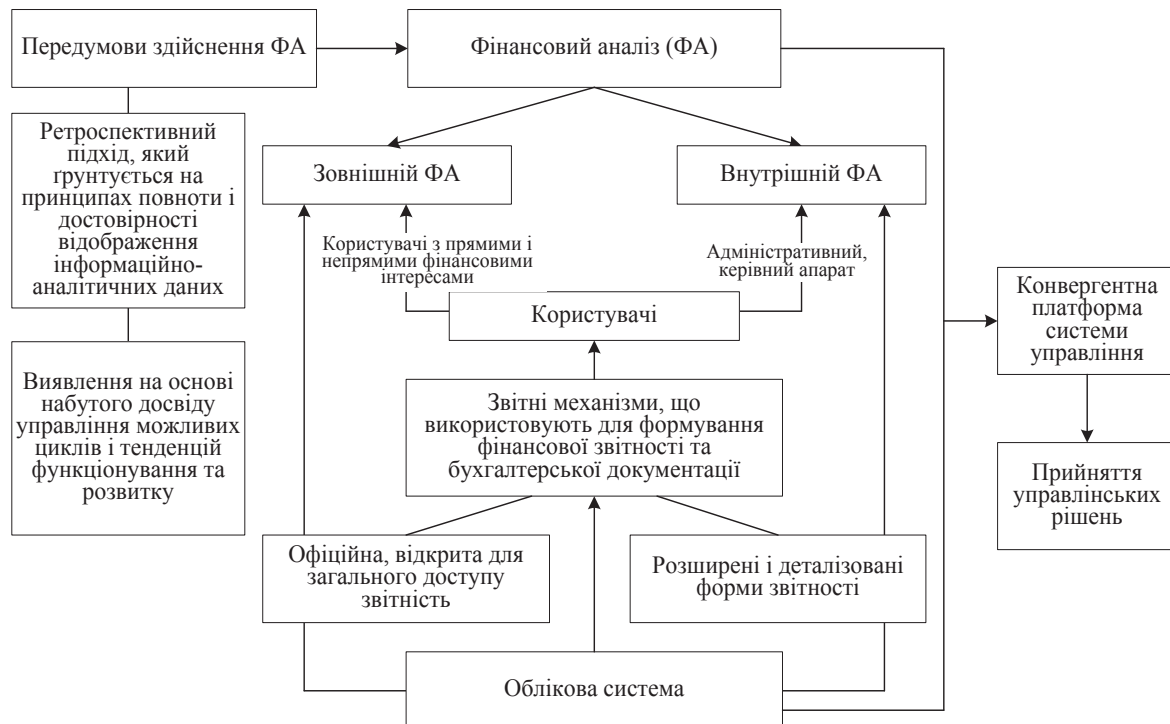 Передумови здійснення ФА
Фінансовий аналіз (ФА)
Ретроспективний
підхід, який
ґрунтується на
принципах повноти і
достовірності
відображення
інформаційно-
аналітичних даних
Зовнішній ФА
Внутрішній ФА
Користувачі з прямими і
непрямими фінансовими
інтересами
Адміністративний,
керівний апарат
Користувачі
Конвергентна
платформа
системи
управління
Виявлення на основі
набутого досвіду
управління можливих
циклів і тенденцій
функціонування та
розвитку
Звітні механізми, що
використовують для формування
фінансової звітності та
бухгалтерської документації
Прийняття
управлінських
рішень
Офіційна, відкрита для
загального доступу
звітність
Розширені і деталізовані
форми звітності
Облікова система